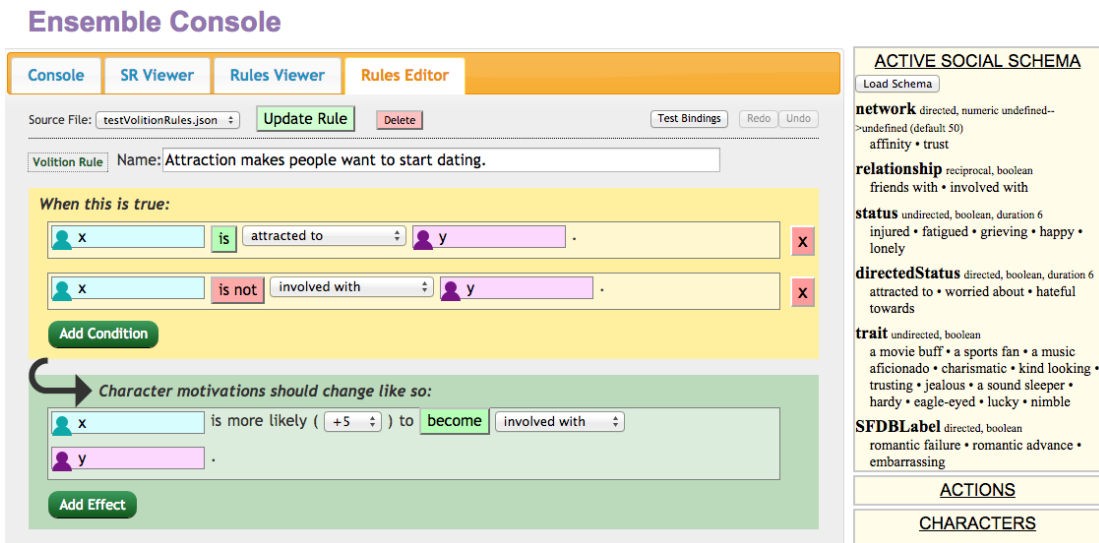 Ensemble Console
Console SR Viewer Rules Viewer Rules Editor
Source File: testVolitionRules.json Update Rule Delete Test Bindings Redo Undo
Volition Rule Name: Attraction makes people want to start dating.
When this is true:
x is attracted to y .
x
x is not involved with y .
x
Add Condition
Character motivations should change like so:
x is more likely ( +5 ) to become involved with
y .
Add Effect
ACTIVE SOCIAL SCHEMA
Load Schema
network directed, numeric undefined--
>undefined (default 50)
affinity • trust
relationship reciprocal, boolean
friends with • involved with
status undirected, boolean, duration 6
injured • fatigued • grieving • happy •
lonely
directedStatus directed, boolean, duration 6
attracted to • worried about • hateful
towards
trait undirected, boolean
a movie buff • a sports fan • a music
aficionado • charismatic • kind looking •
trusting • jealous • a sound sleeper •
hardy • eagle-eyed • lucky • nimble
SFDBLabel directed, boolean
romantic failure • romantic advance •
embarrassing
ACTIONS
CHARACTERS